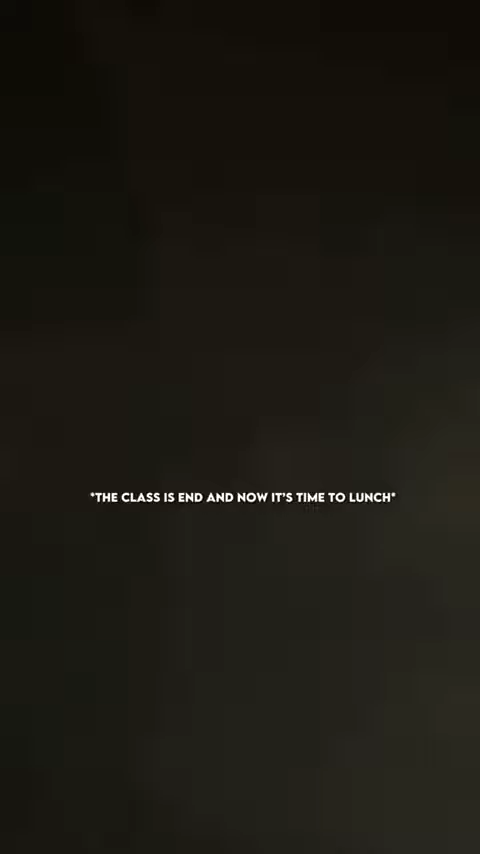 *THE CLASS IS END AND NOW IT'S TIME TO LUNCH*